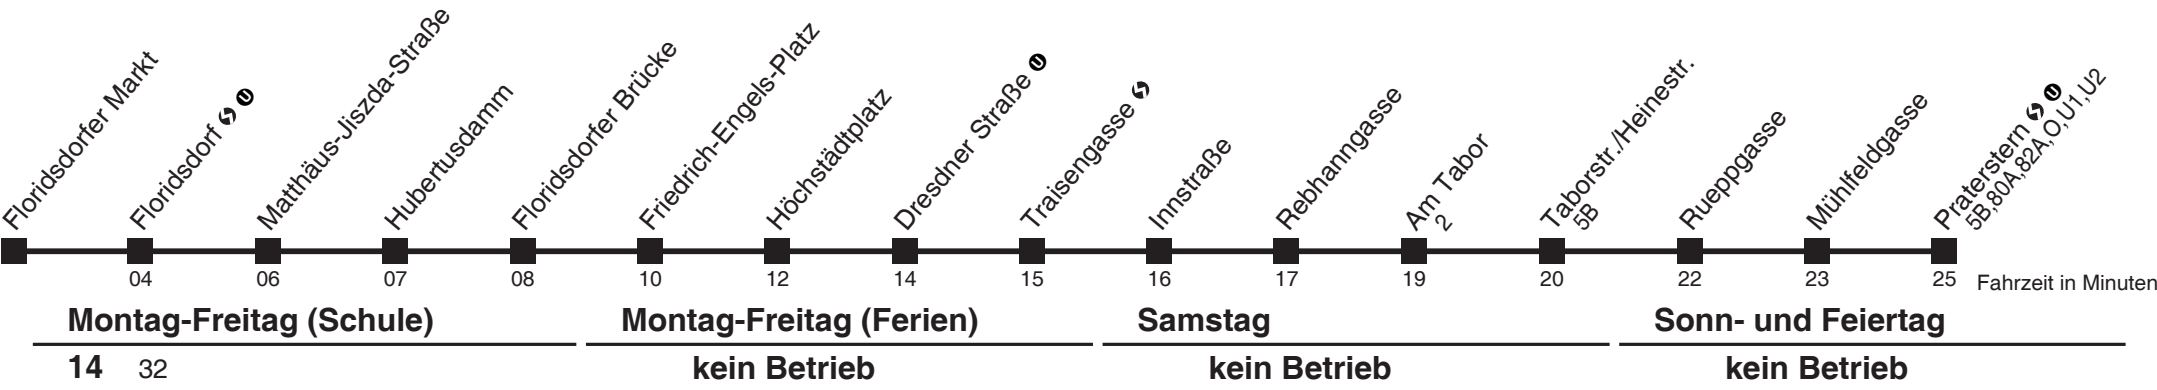 Floridsdorfer Markt
Floridsdorf S U
Matthäus-Jiszda-Straße
Hubertusdamm
Floridsdorfer Brücke
Friedrich-Engels-Platz
Höchstädtplatz
Dresdner Straße U
Traisengasse S
Innstraße
Rebhanngasse
Am Tabor
2
Taborstr./Heinestr.
5B
Rueppgasse
Mühlfeldgasse
Praterstern S U
5B,80A,82A,O,U1,U2
04 06 07 08 10 12 14 15 16 17 19 20 22 23 25 Fahrzeit in Minuten
Montag-Freitag (Schule) Montag-Freitag (Ferien) Samstag Sonn- und Feiertag
14 32 kein Betrieb kein Betrieb kein Betrieb